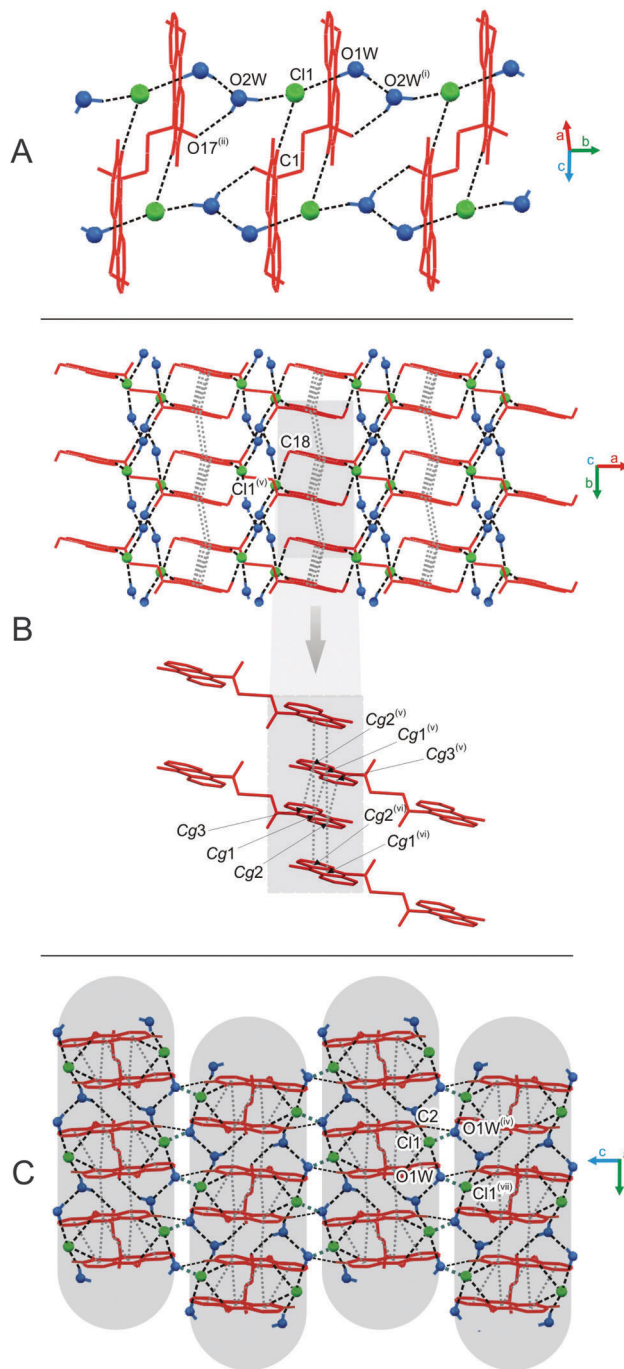 O1W
O2W Cl1 O2W(i)
O17(ii)
C1
A
a
b
c
C18
Cl1(v)
c a
b
B
Cg2(v)
Cg1(v)
Cg3(v)
Cg3
Cg2(vi)
Cg1
Cg1(vi)
Cg2
C2
O1W(iv)
Cl1
c
C
O1W
Cl1(vii)